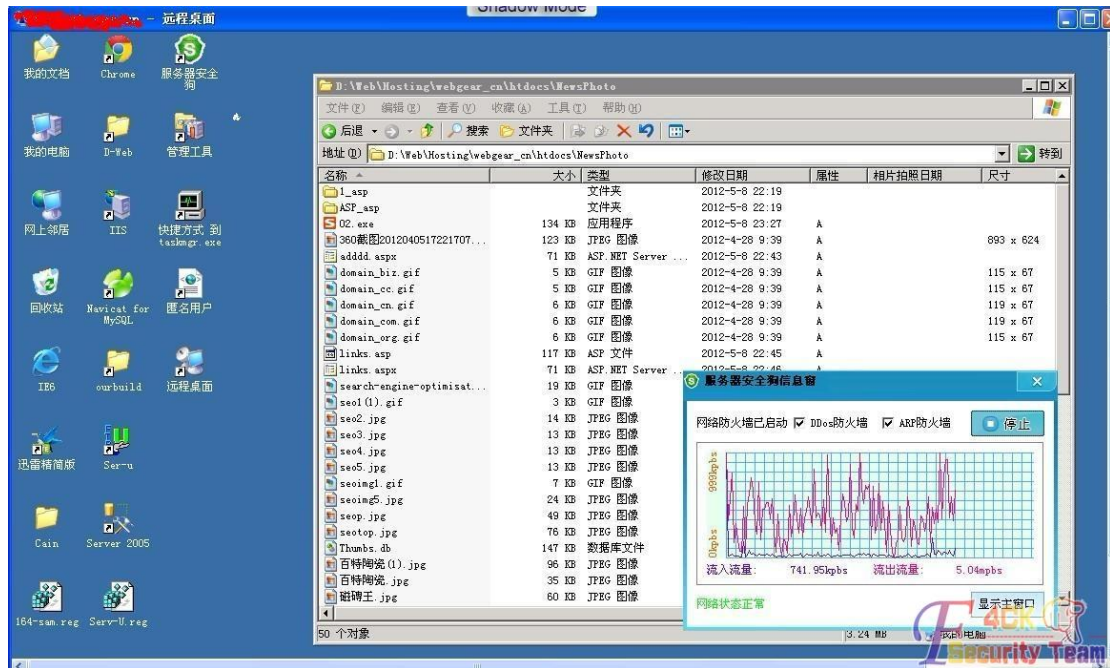 Shadow Mode
- 远程桌面
我的文档
Chrome
服务器安全狗
我的电脑
D-Web
管理工具
网上邻居
IIS
快捷方式 到 taskmgr.exe
回收站
Navicat for MySQL
匿名用户
IE6
ourbuild
远程桌面
迅雷精简版
Ser-u
Cain
Server 2005
164-sam.reg
Serv-U.reg
D:\Web\Hosting\webgear_cn\htdocs\NewsPhoto
文件(F) 编辑(E) 查看(V) 收藏(A) 工具(T) 帮助(H)
后退 搜索 文件夹
地址(D) D:\Web\Hosting\webgear_cn\htdocs\NewsPhoto 转到
名称 大小 类型 修改日期 属性 相片拍照日期 尺寸
1_asp 文件夹 2012-5-8 22:19
ASP_asp 文件夹 2012-5-8 22:19
02.exe 134 KB 应用程序 2012-5-8 23:27 A
360截图2012040517221707... 123 KB JPEG 图像 2012-4-28 9:39 A 893 x 624
adddd.aspx 71 KB ASP.NET Server ... 2012-5-8 22:43 A
domain_biz.gif 5 KB GIF 图像 2012-4-28 9:39 A 115 x 67
domain_cc.gif 5 KB GIF 图像 2012-4-28 9:39 A 115 x 67
domain_cn.gif 6 KB GIF 图像 2012-4-28 9:39 A 119 x 67
domain_com.gif 6 KB GIF 图像 2012-4-28 9:39 A 119 x 67
domain_org.gif 6 KB GIF 图像 2012-4-28 9:39 A 115 x 67
links.asp 117 KB ASP 文件 2012-5-8 22:45 A
links.aspx 71 KB ASP.NET Server ... 2012-5-8 22:46 A
search-engine-optimisat... 19 KB GIF 图像
seo1(1).gif 3 KB GIF 图像
seo2.jpg 14 KB JPEG 图像
seo3.jpg 13 KB JPEG 图像
seo4.jpg 13 KB JPEG 图像
seo5.jpg 13 KB JPEG 图像
seoimg1.gif 7 KB GIF 图像
seoimg5.jpg 24 KB JPEG 图像
seop.jpg 49 KB JPEG 图像
seotop.jpg 76 KB JPEG 图像
Thumbs.db 147 KB 数据库文件
百特陶瓷(1).jpg 96 KB JPEG 图像
百特陶瓷.jpg 35 KB JPEG 图像
磁砖王.jpg 60 KB JPEG 图像
50 个对象 3.24 MB 我的电脑
服务器安全狗信息窗
网络防火墙已启动 DDos防火墙 ARP防火墙 停止
999kpbs
0kpbs
流入流量: 741.95kpbs 流出流量: 5.04mpbs
网络状态正常 显示主窗口
F4CK
Security Team